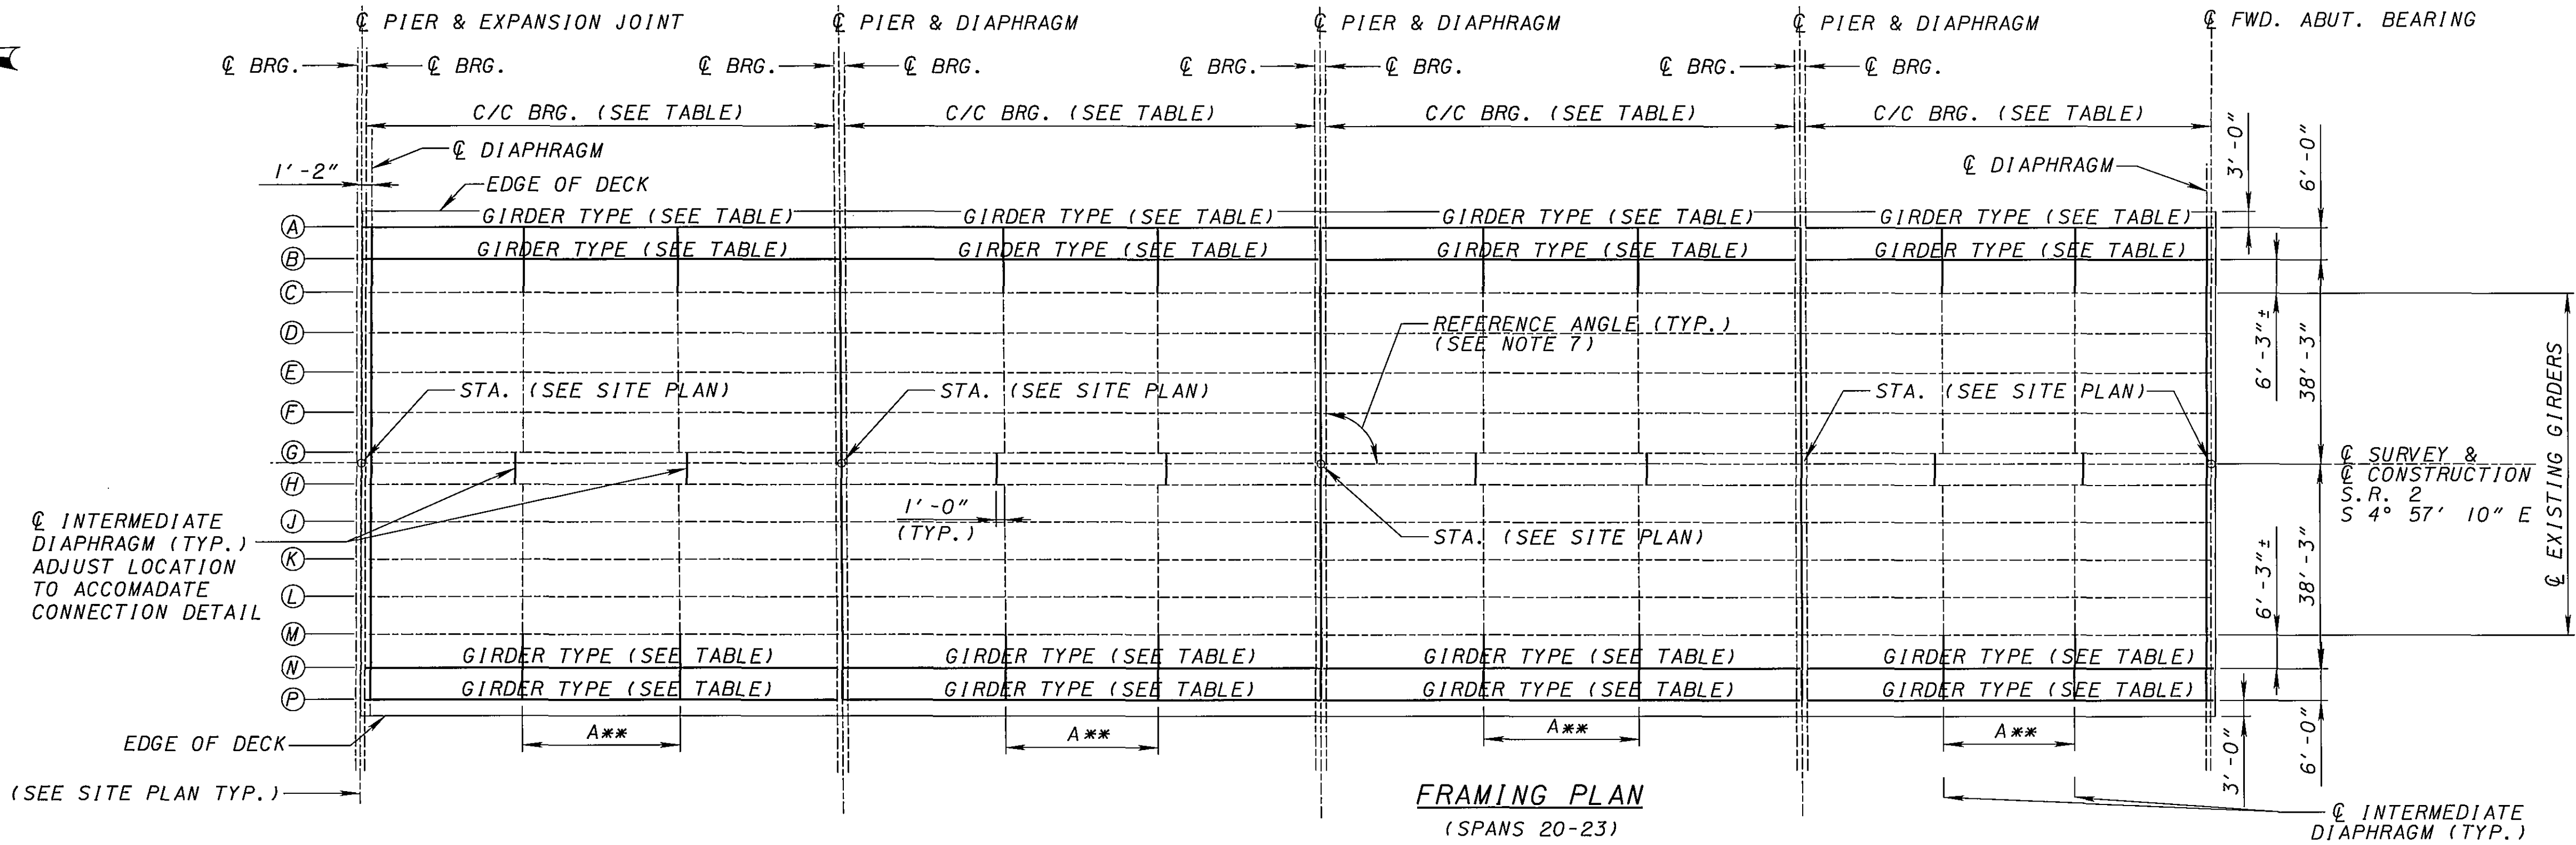 ℄ PIER & EXPANSION JOINT
℄ PIER & DIAPHRAGM
℄ PIER & DIAPHRAGM
℄ PIER & DIAPHRAGM
℄ FWD. ABUT. BEARING
℄ BRG.
℄ BRG.
℄ BRG.
℄ BRG.
℄ BRG.
℄ BRG.
℄ BRG.
℄ BRG.
C/C BRG. (SEE TABLE)
C/C BRG. (SEE TABLE)
C/C BRG. (SEE TABLE)
C/C BRG. (SEE TABLE)
℄ DIAPHRAGM
℄ DIAPHRAGM
1'-2"
3'-0"
6'-0"
EDGE OF DECK
A
GIRDER TYPE (SEE TABLE)
GIRDER TYPE (SEE TABLE)
GIRDER TYPE (SEE TABLE)
GIRDER TYPE (SEE TABLE)
B
GIRDER TYPE (SEE TABLE)
GIRDER TYPE (SEE TABLE)
GIRDER TYPE (SEE TABLE)
GIRDER TYPE (SEE TABLE)
C
D
REFERENCE ANGLE (TYP.)
(SEE NOTE 7)
6'-3"±
38'-3"
E
STA. (SEE SITE PLAN)
STA. (SEE SITE PLAN)
STA. (SEE SITE PLAN)
F
G
H
℄ SURVEY &
℄ CONSTRUCTION
S.R. 2
S 4° 57' 10" E
℄ EXISTING GIRDERS
℄ INTERMEDIATE
DIAPHRAGM (TYP.)
ADJUST LOCATION
TO ACCOMADATE
CONNECTION DETAIL
1'-0"
(TYP.)
STA. (SEE SITE PLAN)
J
K
L
M
6'-3"±
38'-3"
N
GIRDER TYPE (SEE TABLE)
GIRDER TYPE (SEE TABLE)
GIRDER TYPE (SEE TABLE)
GIRDER TYPE (SEE TABLE)
P
GIRDER TYPE (SEE TABLE)
GIRDER TYPE (SEE TABLE)
GIRDER TYPE (SEE TABLE)
GIRDER TYPE (SEE TABLE)
EDGE OF DECK
A**
A**
A**
A**
3'-0"
6'-0"
(SEE SITE PLAN TYP.)
FRAMING PLAN
(SPANS 20-23)
℄ INTERMEDIATE
DIAPHRAGM (TYP.)